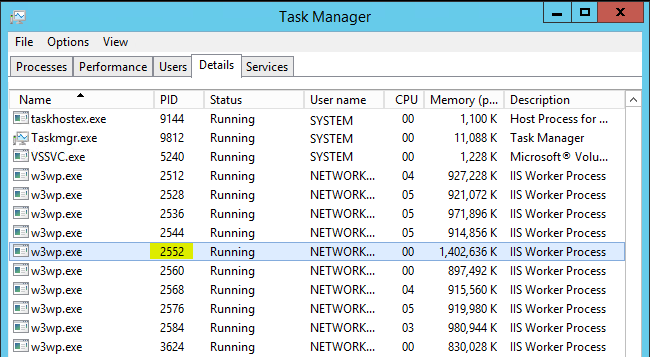 Task Manager
File Options View
Processes Performance Users Details Services
Name PID Status User name CPU Memory (p... Description
taskhostex.exe 9144 Running SYSTEM 00 1,100 K Host Process for ...
Taskmgr.exe 9812 Running SYSTEM 00 11,088 K Task Manager
VSSVC.exe 5240 Running SYSTEM 00 1,228 K Microsoft® Volu...
w3wp.exe 2512 Running NETWORK... 04 927,228 K IIS Worker Process
w3wp.exe 2528 Running NETWORK... 05 921,072 K IIS Worker Process
w3wp.exe 2536 Running NETWORK... 05 971,896 K IIS Worker Process
w3wp.exe 2544 Running NETWORK... 05 914,856 K IIS Worker Process
w3wp.exe 2552 Running NETWORK... 00 1,402,636 K IIS Worker Process
w3wp.exe 2560 Running NETWORK... 00 897,492 K IIS Worker Process
w3wp.exe 2568 Running NETWORK... 04 915,560 K IIS Worker Process
w3wp.exe 2576 Running NETWORK... 05 919,980 K IIS Worker Process
w3wp.exe 2584 Running NETWORK... 03 980,944 K IIS Worker Process
w3wp.exe 3624 Running NETWORK... 00 830,028 K IIS Worker Process